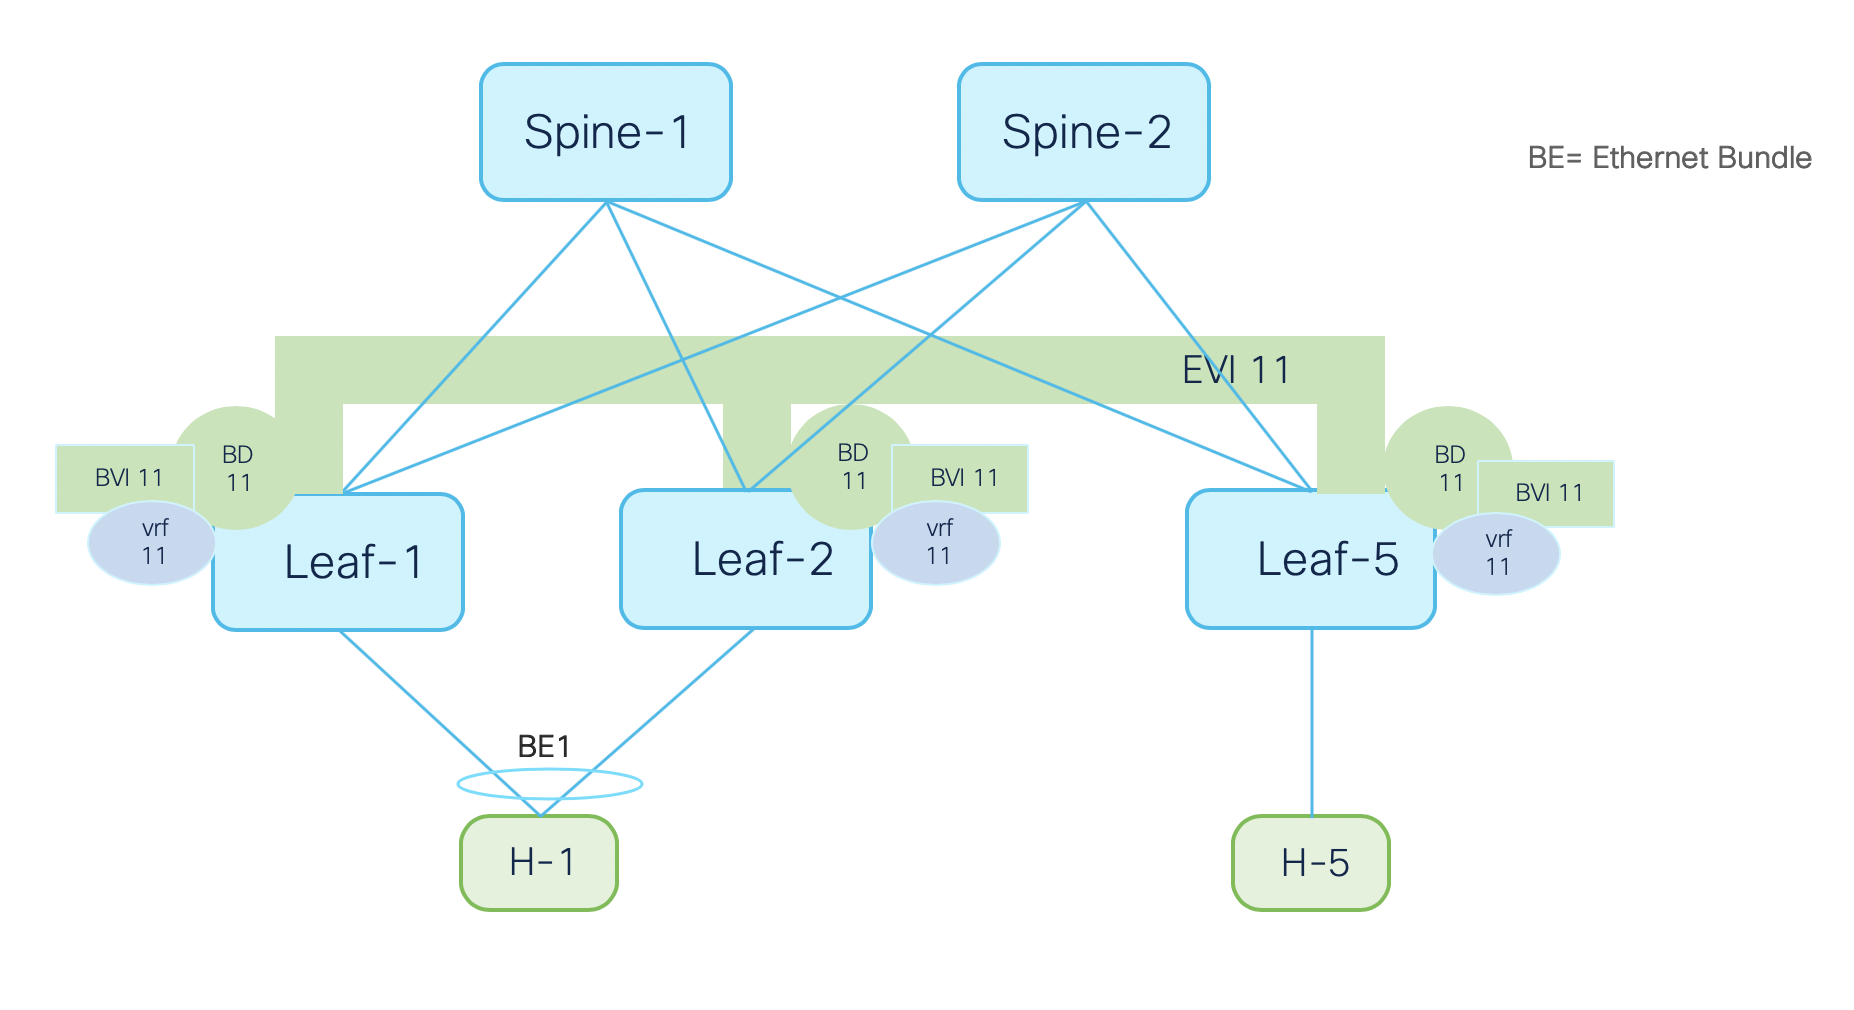 Spine-1
Spine-2
BE= Ethernet Bundle
EVI 11
BVI 11
BD
11
vrf
11
Leaf-1
BD
11
BVI 11
vrf
11
Leaf-2
BD
11
BVI 11
vrf
11
Leaf-5
BE1
H-1
H-5